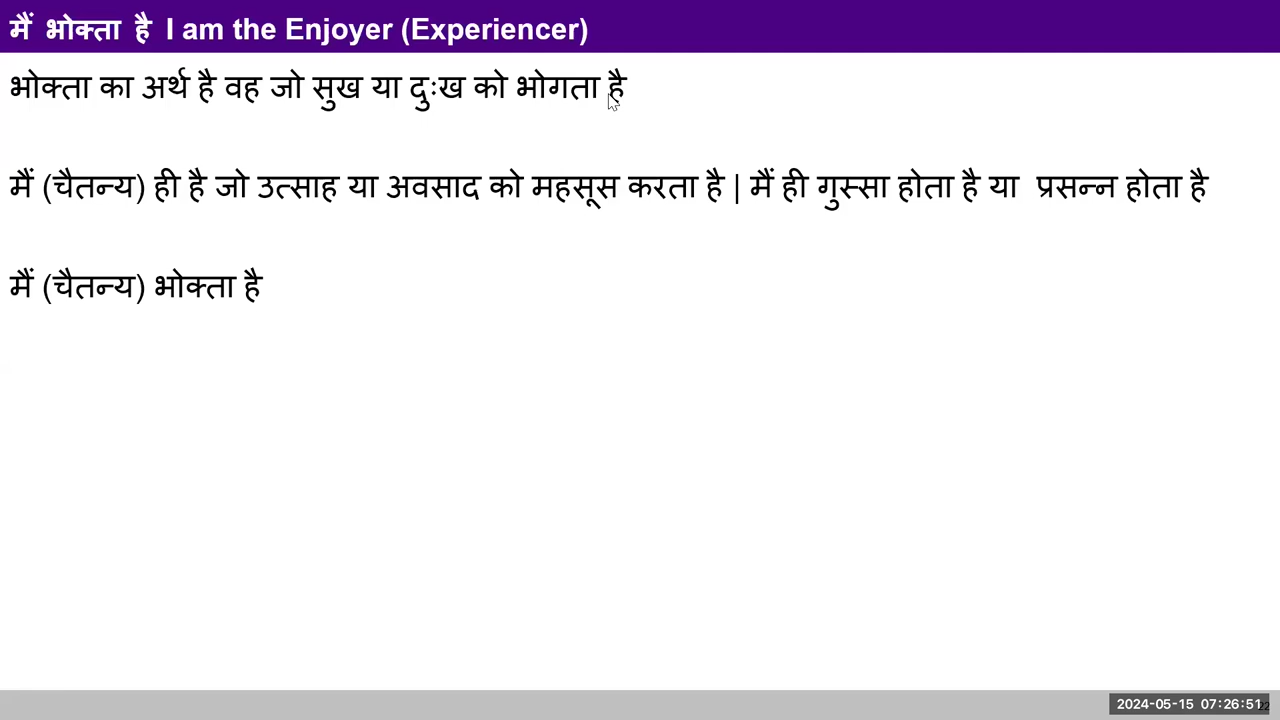 मैं भोक्ता है I am the Enjoyer (Experiencer)
भोक्ता का अर्थ है वह जो सुख या दुःख को भोगता है
मैं (चैतन्य) ही है जो उत्साह या अवसाद को महसूस करता है | मैं ही गुस्सा होता है या प्रसन्न होता है
मैं (चैतन्य) भोक्ता है
2024-05-15 07:26:51
22